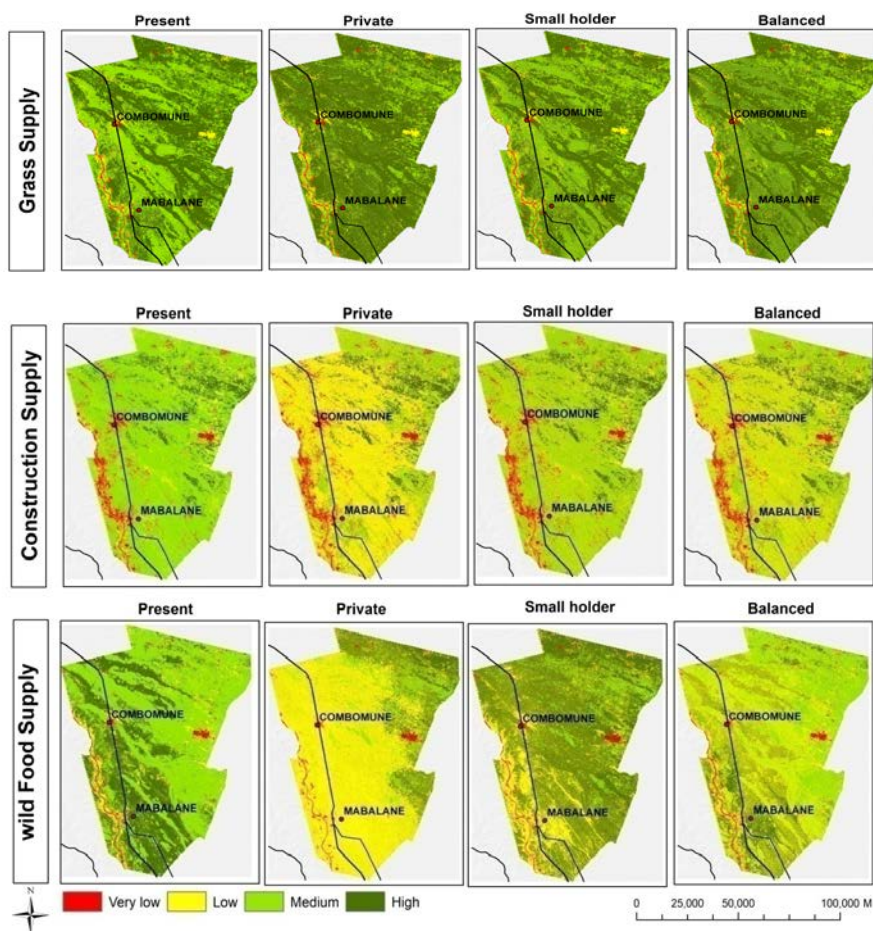 Present Private Small holder Balanced
Grass Supply
COMBOMUNE COMBOMUNE COMBOMUNE COMBOMUNE
MABALANE MABALANE MABALANE MABALANE
Present Private Small holder Balanced
Construction Supply
COMBOMUNE COMBOMUNE COMBOMUNE COMBOMUNE
MABALANE MABALANE MABALANE MABALANE
Present Private Small holder Balanced
wild Food Supply
COMBOMUNE COMBOMUNE COMBOMUNE COMBOMUNE
MABALANE MABALANE MABALANE MABALANE
N
Very low Low Medium High
0 25,000 50,000 100,000 M